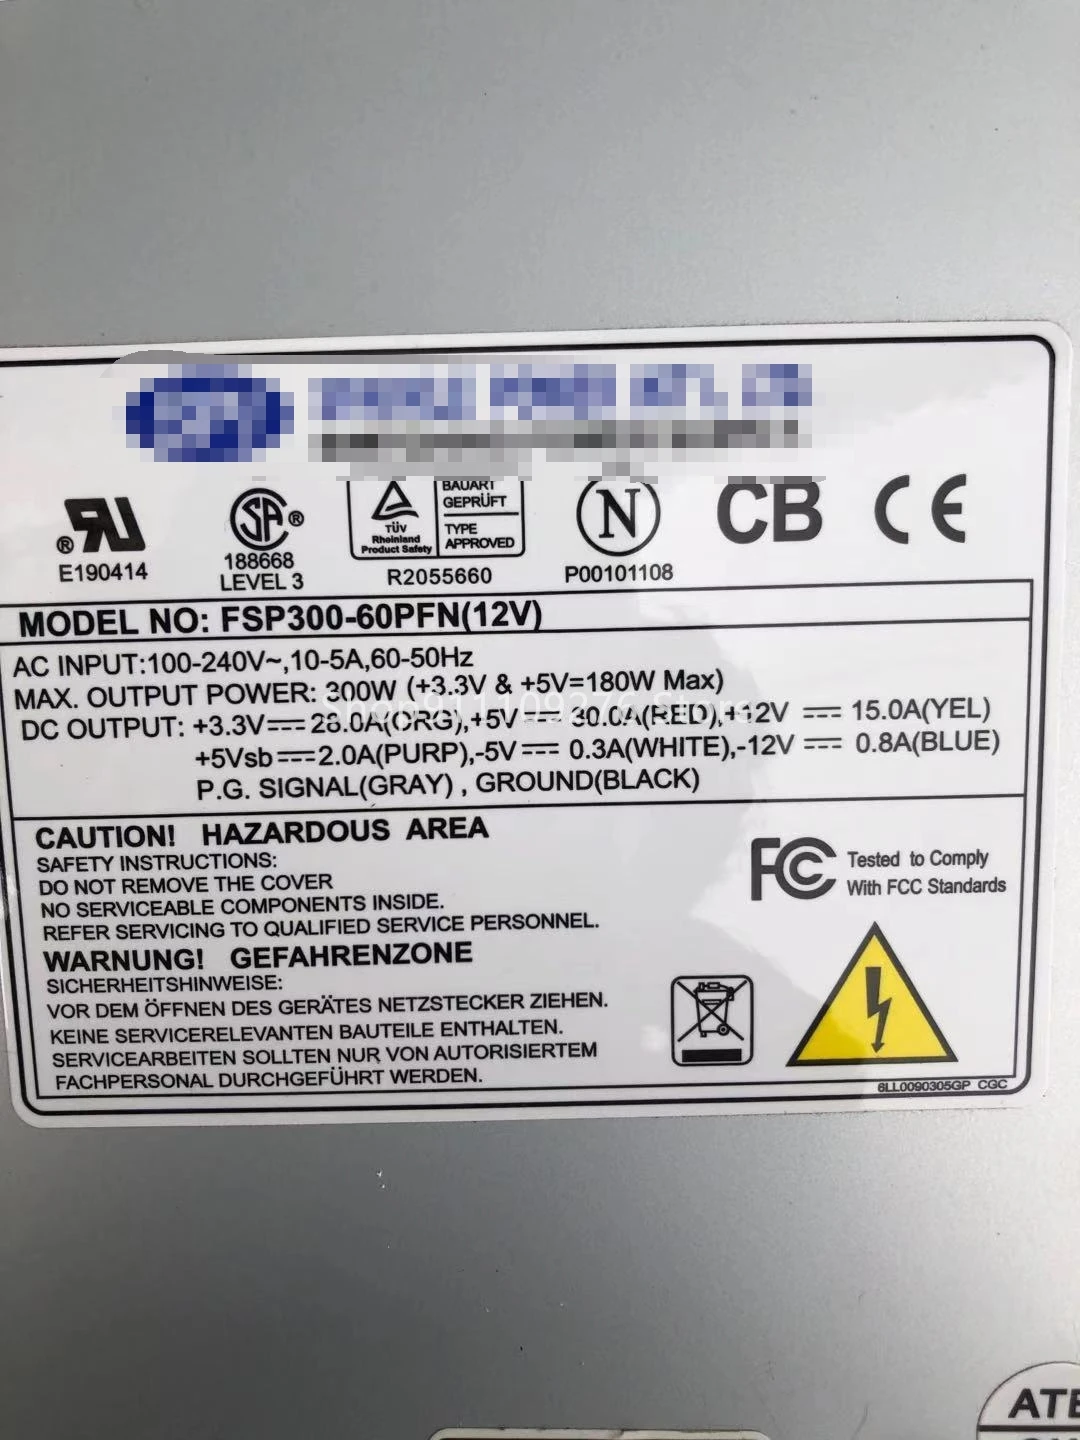 BAUART
GEPRÜFT
TÜV
Rheinland
Product Safety
TYPE
APPROVED
N
CB
CE
E190414
188668
LEVEL 3
R2055660
P00101108
MODEL NO: FSP300-60PFN(12V)
AC INPUT:100-240V~,10-5A,60-50Hz
MAX. OUTPUT POWER: 300W (+3.3V & +5V=180W Max)
Shop911109276 Store
DC OUTPUT: +3.3V⎓28.0A(ORG),+5V⎓30.0A(RED),+12V ⎓ 15.0A(YEL)
+5Vsb⎓2.0A(PURP),-5V⎓ 0.3A(WHITE),-12V ⎓ 0.8A(BLUE)
P.G. SIGNAL(GRAY) , GROUND(BLACK)
CAUTION! HAZARDOUS AREA
SAFETY INSTRUCTIONS:
DO NOT REMOVE THE COVER
NO SERVICEABLE COMPONENTS INSIDE.
REFER SERVICING TO QUALIFIED SERVICE PERSONNEL.
FC Tested to Comply
With FCC Standards
WARNUNG! GEFAHRENZONE
SICHERHEITSHINWEISE:
VOR DEM ÖFFNEN DES GERÄTES NETZSTECKER ZIEHEN.
KEINE SERVICERELEVANTEN BAUTEILE ENTHALTEN.
SERVICEARBEITEN SOLLTEN NUR VON AUTORISIERTEM
FACHPERSONAL DURCHGEFÜHRT WERDEN.
6LL0090305GP CGC